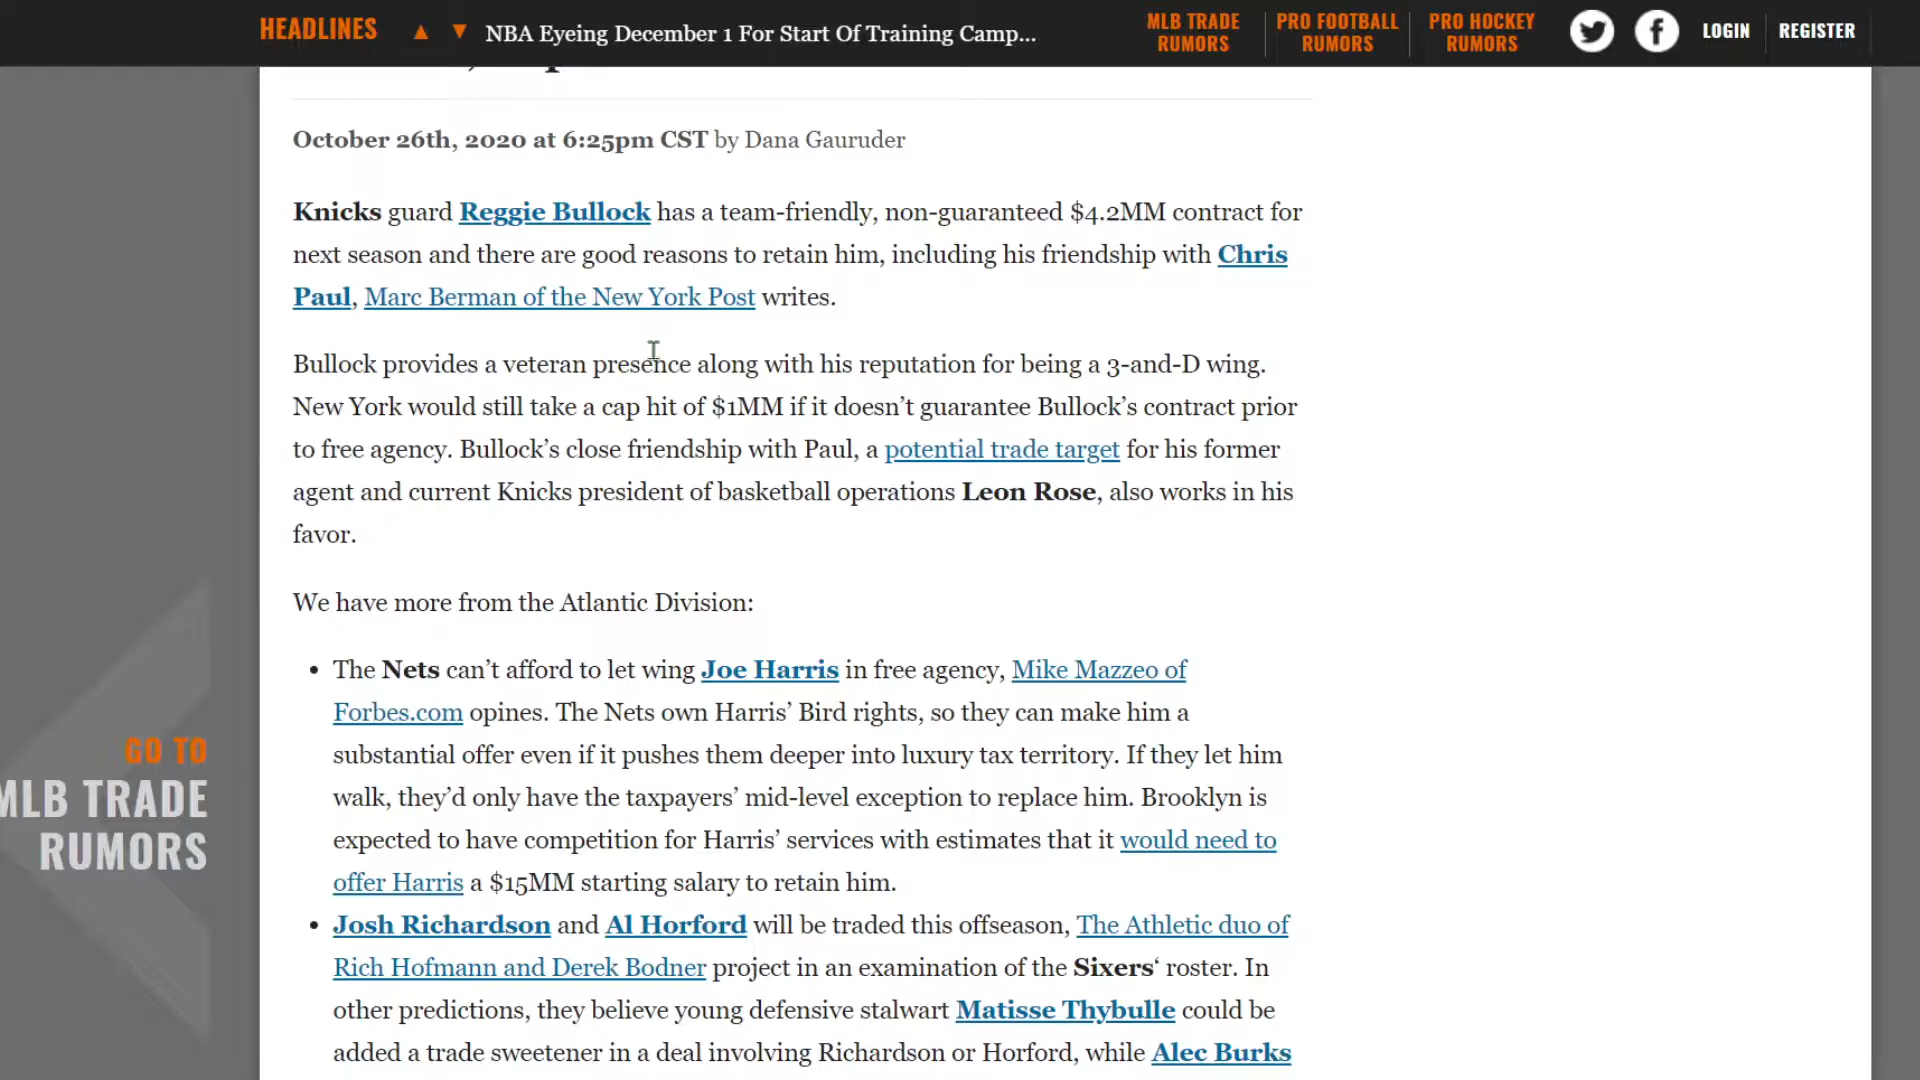 HEADLINES
NBA Eyeing December 1 For Start Of Training Camp...
MLB TRADE
RUMORS
PRO FOOTBALL
RUMORS
PRO HOCKEY
RUMORS
LOGIN
REGISTER
October 26th, 2020 at 6:25pm CST by Dana Gauruder
Knicks guard Reggie Bullock has a team-friendly, non-guaranteed $4.2MM contract for
next season and there are good reasons to retain him, including his friendship with Chris
Paul, Marc Berman of the New York Post writes.
Bullock provides a veteran presence along with his reputation for being a 3-and-D wing.
New York would still take a cap hit of $1MM if it doesn’t guarantee Bullock’s contract prior
to free agency. Bullock’s close friendship with Paul, a potential trade target for his former
agent and current Knicks president of basketball operations Leon Rose, also works in his
favor.
We have more from the Atlantic Division:
• The Nets can’t afford to let wing Joe Harris in free agency, Mike Mazzeo of
Forbes.com opines. The Nets own Harris’ Bird rights, so they can make him a
substantial offer even if it pushes them deeper into luxury tax territory. If they let him
walk, they’d only have the taxpayers’ mid-level exception to replace him. Brooklyn is
expected to have competition for Harris’ services with estimates that it would need to
offer Harris a $15MM starting salary to retain him.
• Josh Richardson and Al Horford will be traded this offseason, The Athletic duo of
Rich Hofmann and Derek Bodner project in an examination of the Sixers‘ roster. In
other predictions, they believe young defensive stalwart Matisse Thybulle could be
added a trade sweetener in a deal involving Richardson or Horford, while Alec Burks
GO TO
MLB TRADE
RUMORS